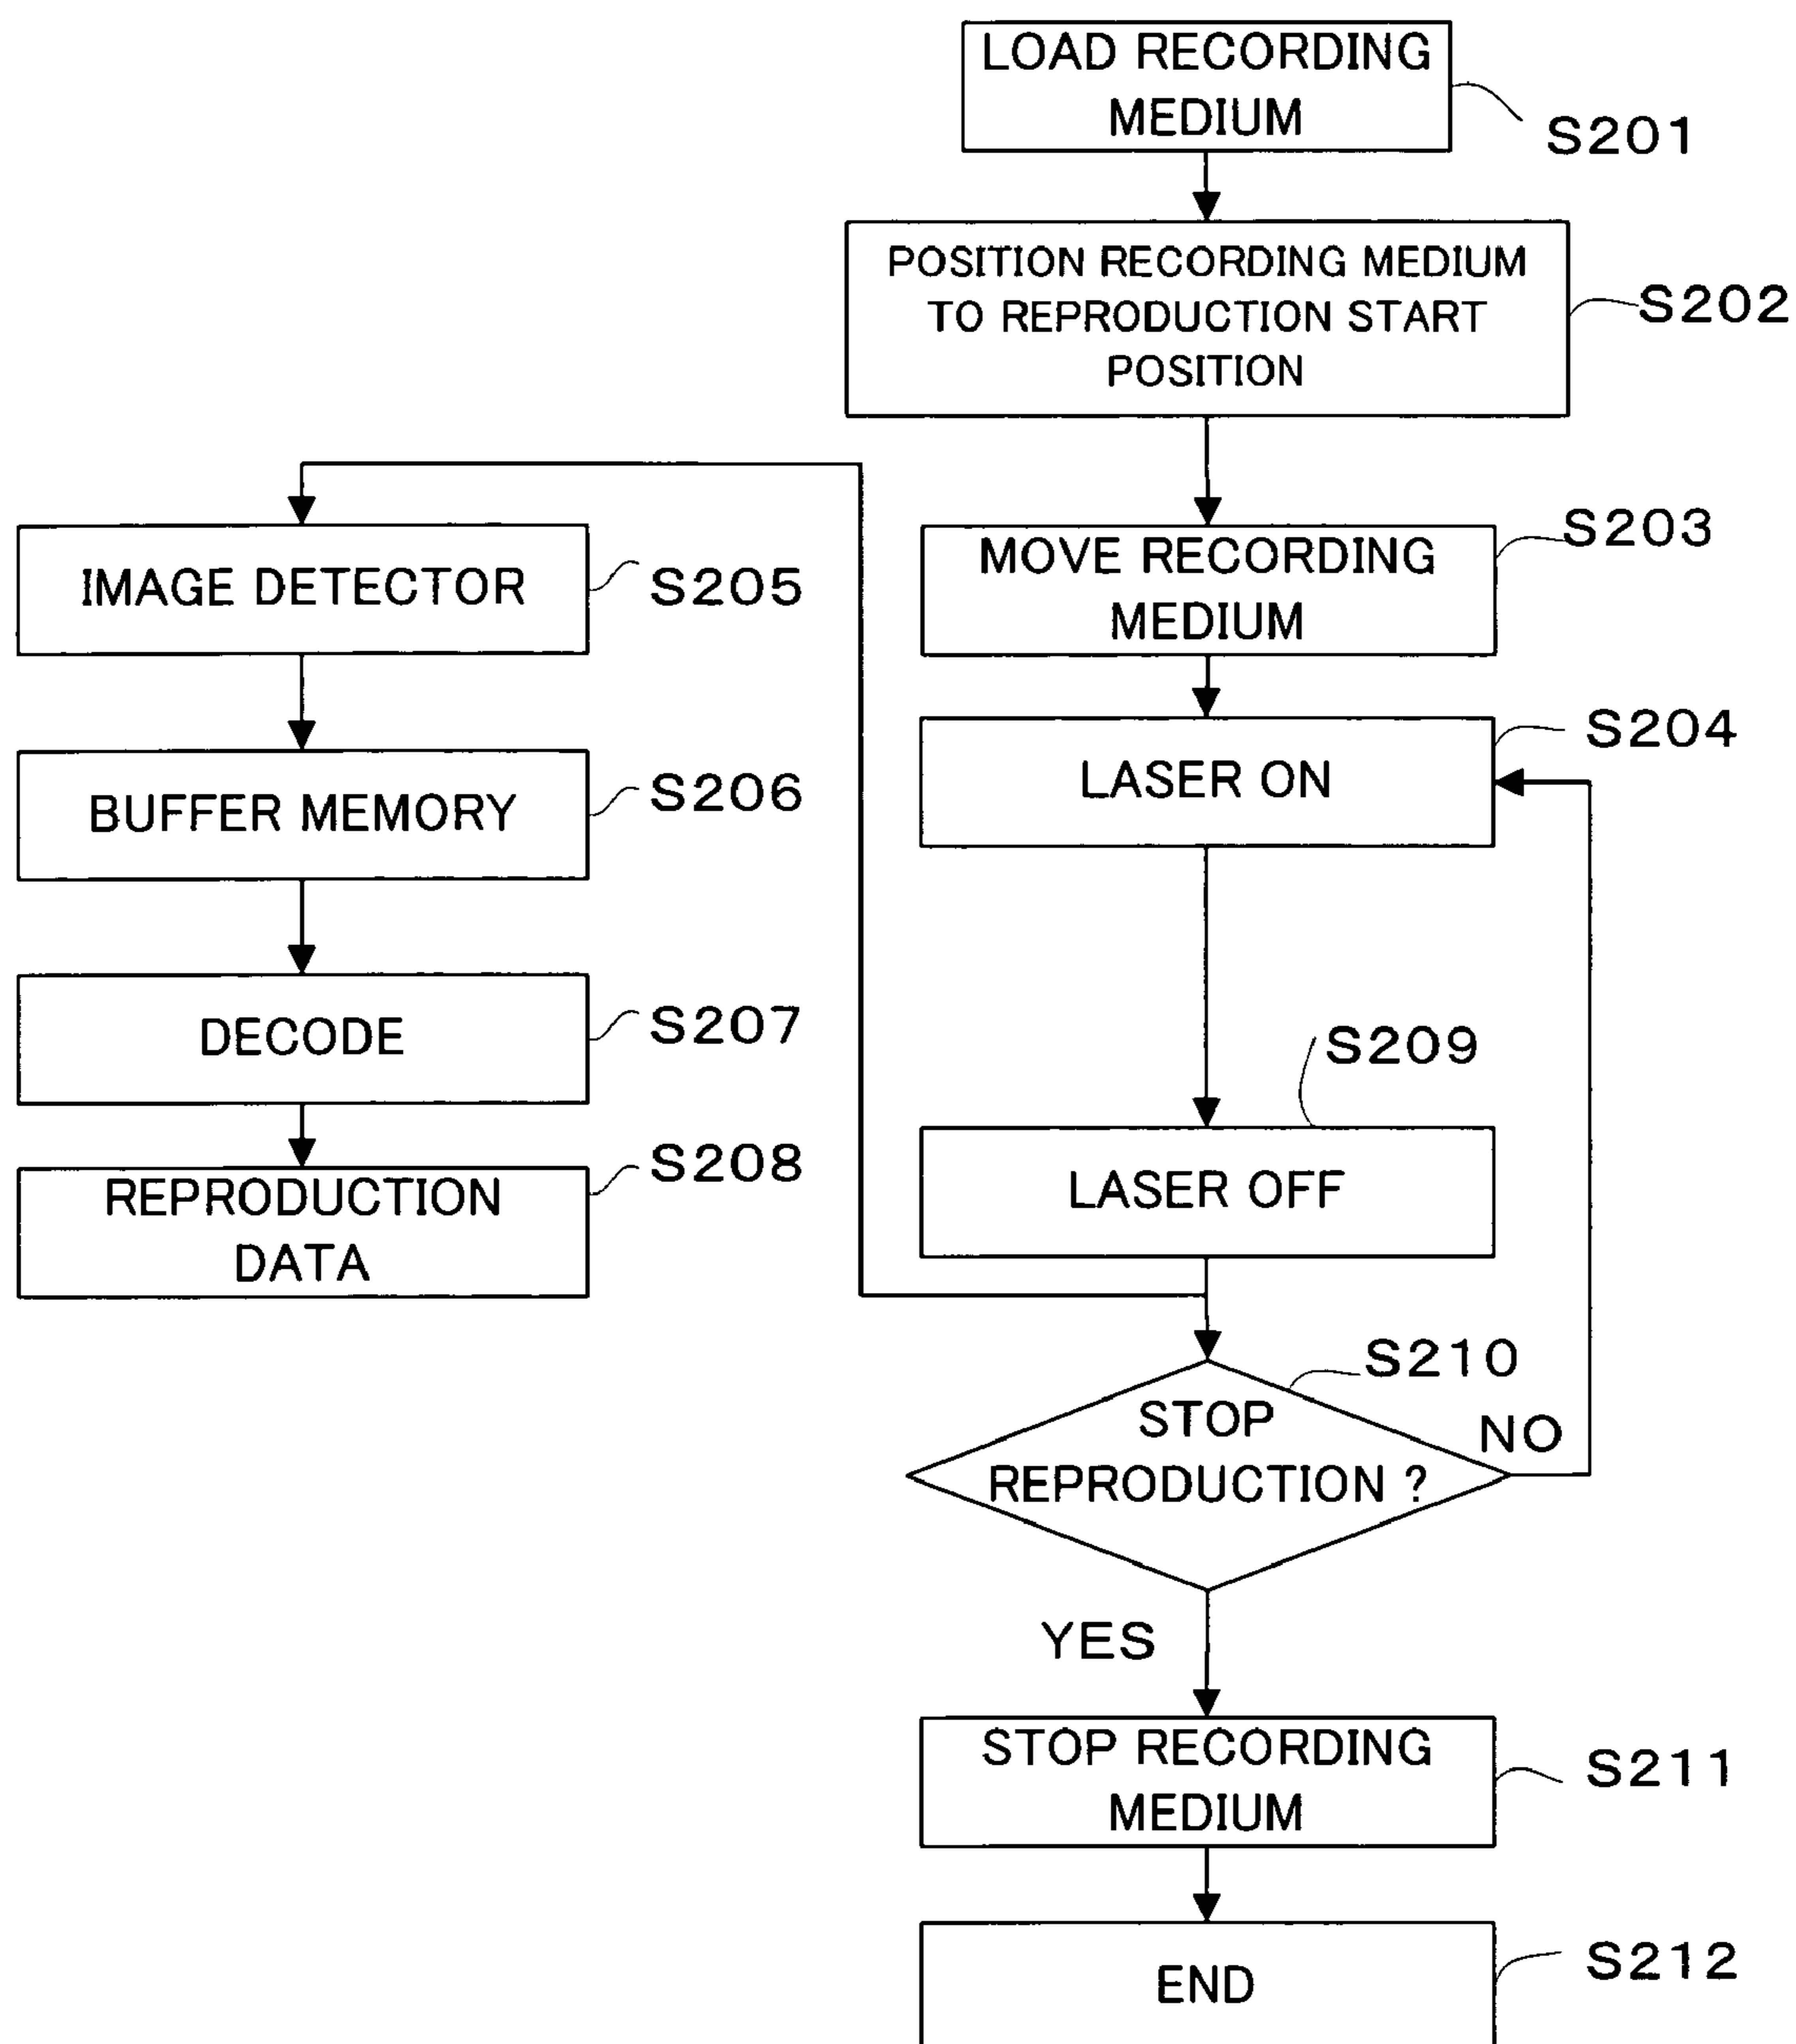 LOAD RECORDING
MEDIUM
S201
POSITION RECORDING MEDIUM
TO REPRODUCTION START
POSITION
S202
MOVE RECORDING
MEDIUM
S203
LASER ON
S204
IMAGE DETECTOR
S205
BUFFER MEMORY
S206
DECODE
S207
REPRODUCTION
DATA
S208
LASER OFF
S209
STOP
REPRODUCTION ?
S210
NO
YES
STOP RECORDING
MEDIUM
S211
END
S212